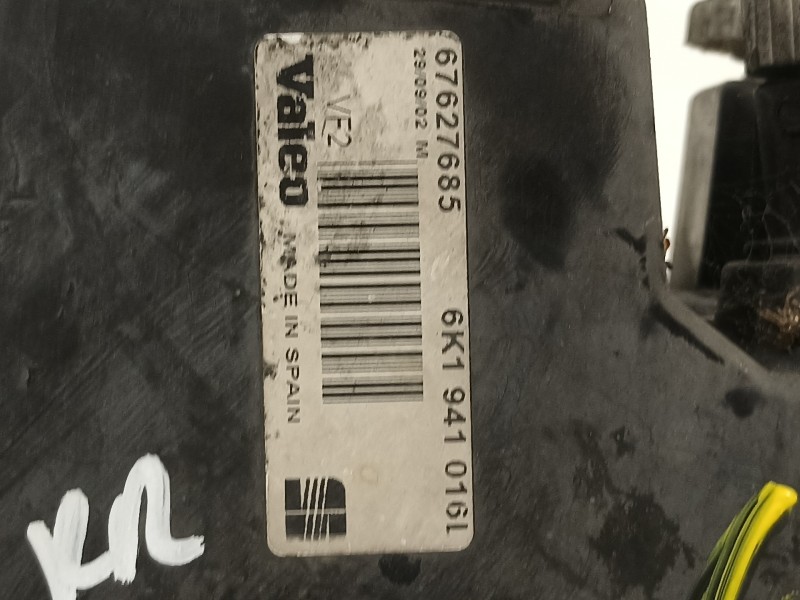 67627685 6K1 941 016L
29/09/02 M
VE2
Valeo MADE IN SPAIN